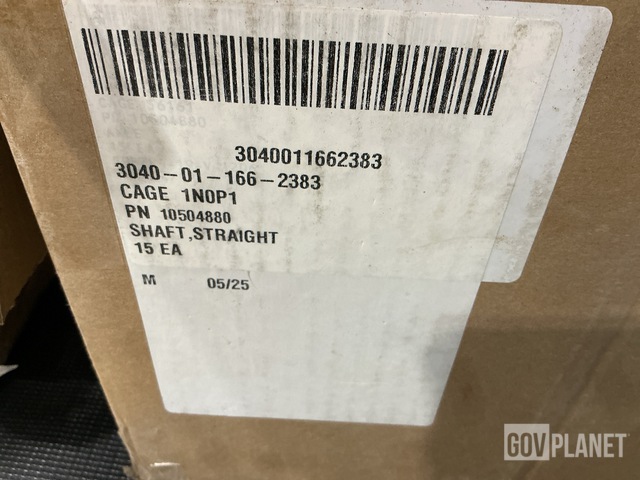 3040011662383
3040-01-166-2383
CAGE 1N0P1
PN 10504880
SHAFT,STRAIGHT
15 EA
M 05/25
GOVPLANET